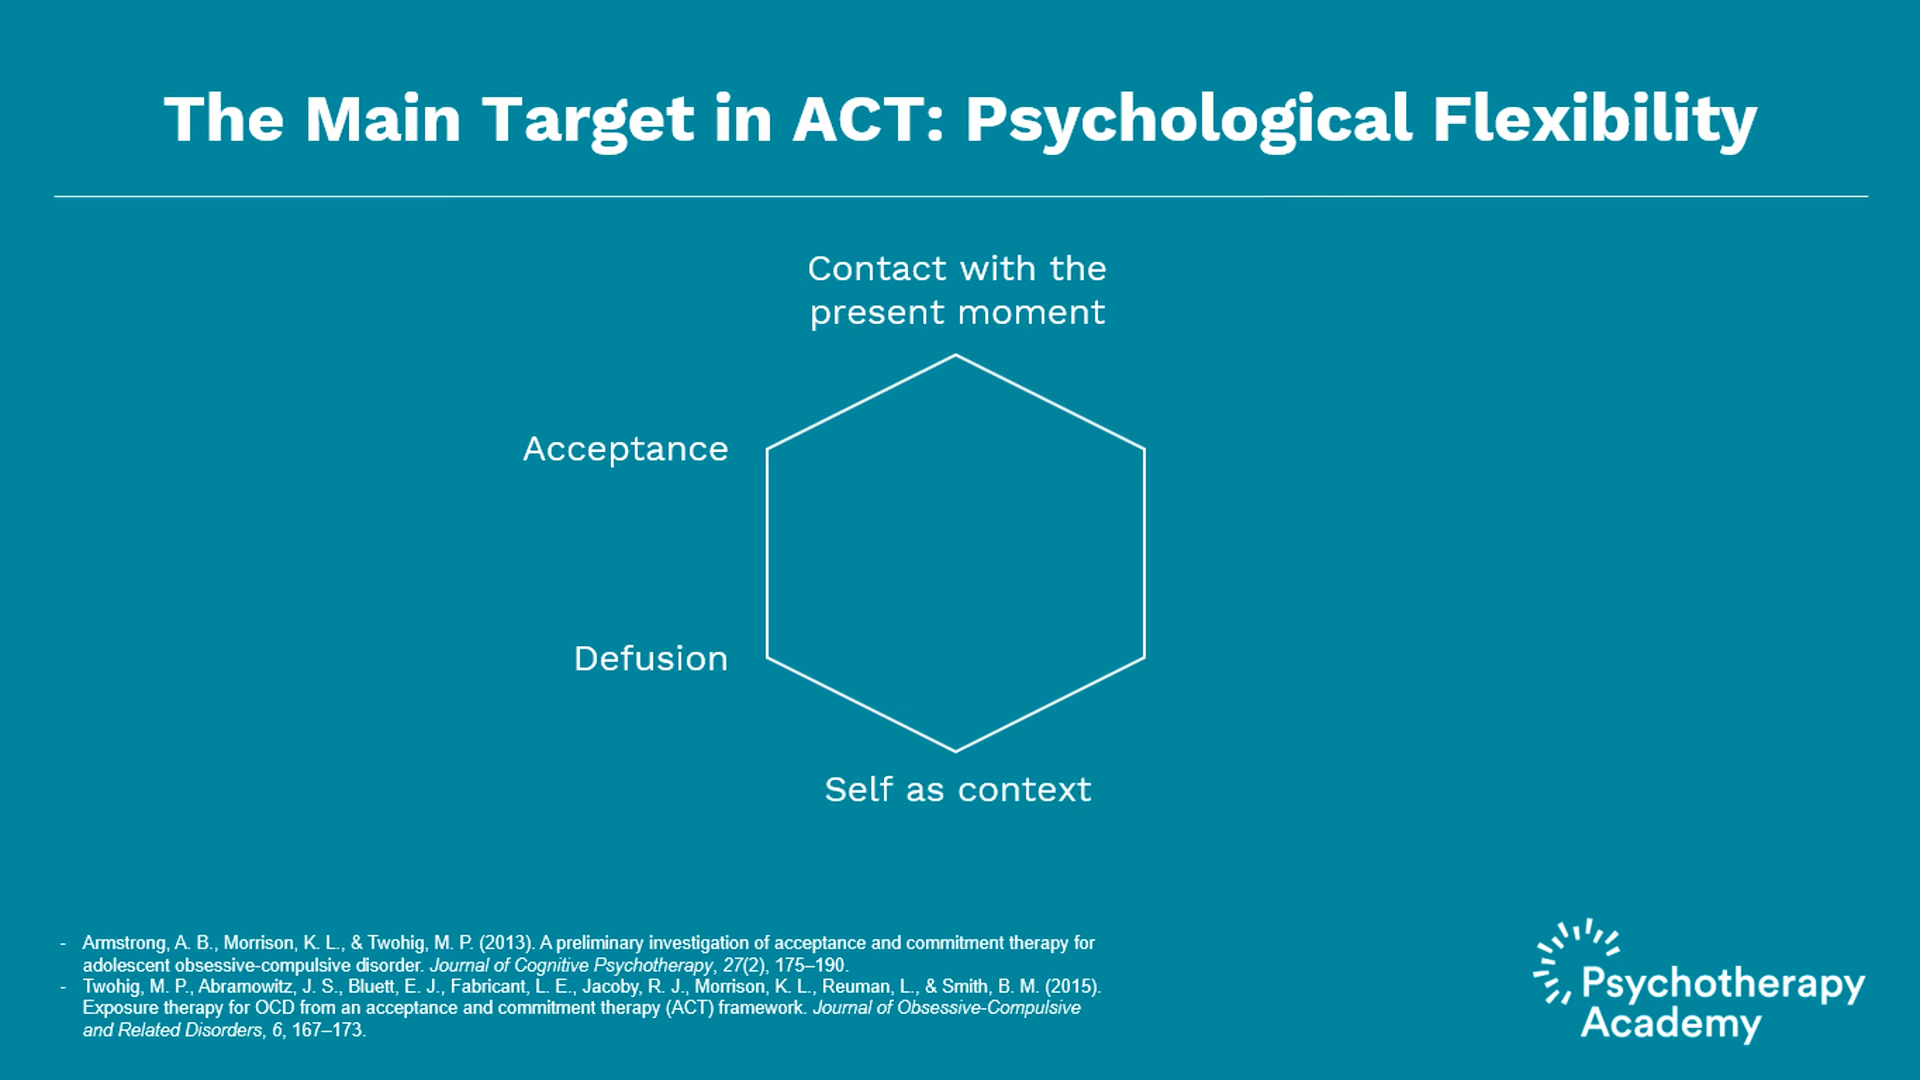 The Main Target in ACT: Psychological Flexibility
Contact with the
present moment
Acceptance
Defusion
Self as context
- Armstrong, A. B., Morrison, K. L., & Twohig, M. P. (2013). A preliminary investigation of acceptance and commitment therapy for
adolescent obsessive-compulsive disorder. Journal of Cognitive Psychotherapy, 27(2), 175–190.
- Twohig, M. P., Abramowitz, J. S., Bluett, E. J., Fabricant, L. E., Jacoby, R. J., Morrison, K. L., Reuman, L., & Smith, B. M. (2015).
Exposure therapy for OCD from an acceptance and commitment therapy (ACT) framework. Journal of Obsessive-Compulsive
and Related Disorders, 6, 167–173.
Psychotherapy
Academy